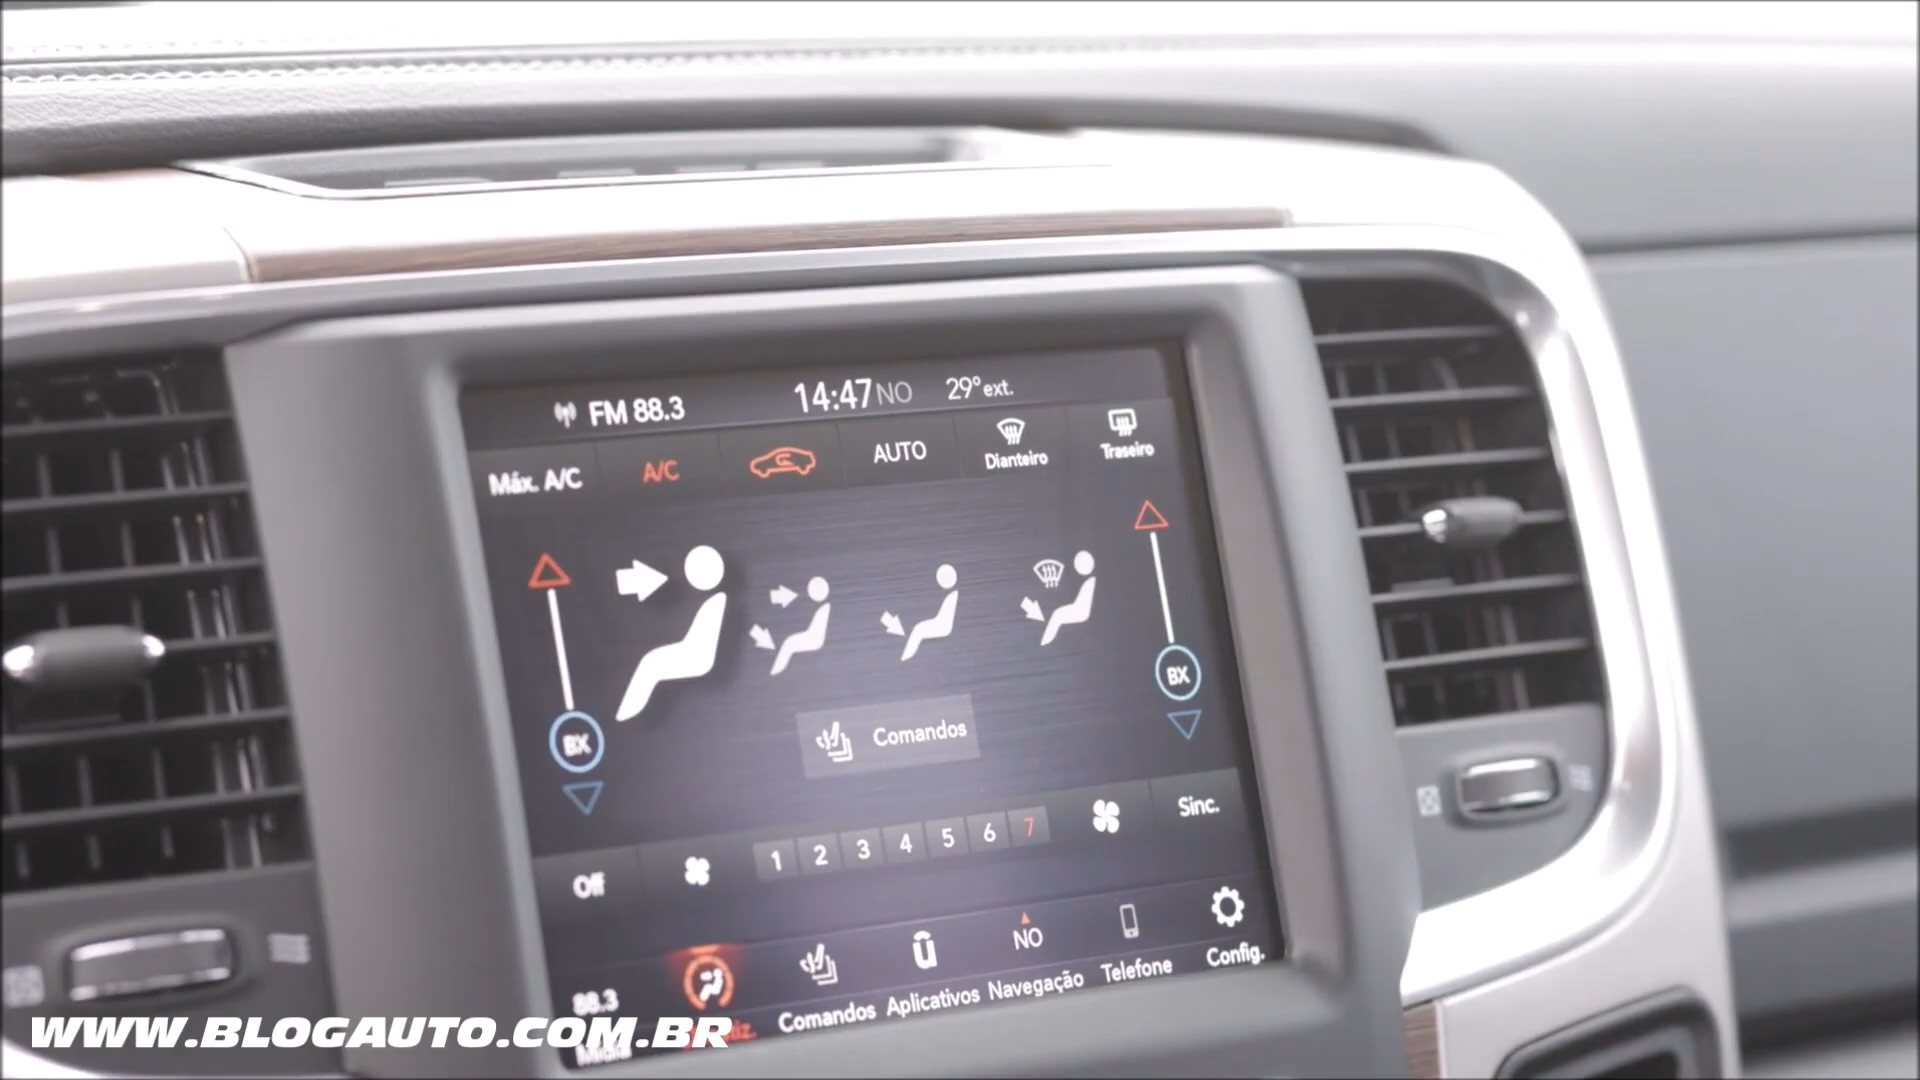 FM 88.3 14:47 NO 29° ext.
Máx. A/C A/C AUTO Dianteiro Traseiro
BX BX
Comandos
Off 1 2 3 4 5 6 7 Sinc.
88.3 NO
Mídia Comandos Aplicativos Navegação Telefone Config.
WWW.BLOGAUTO.COM.BR